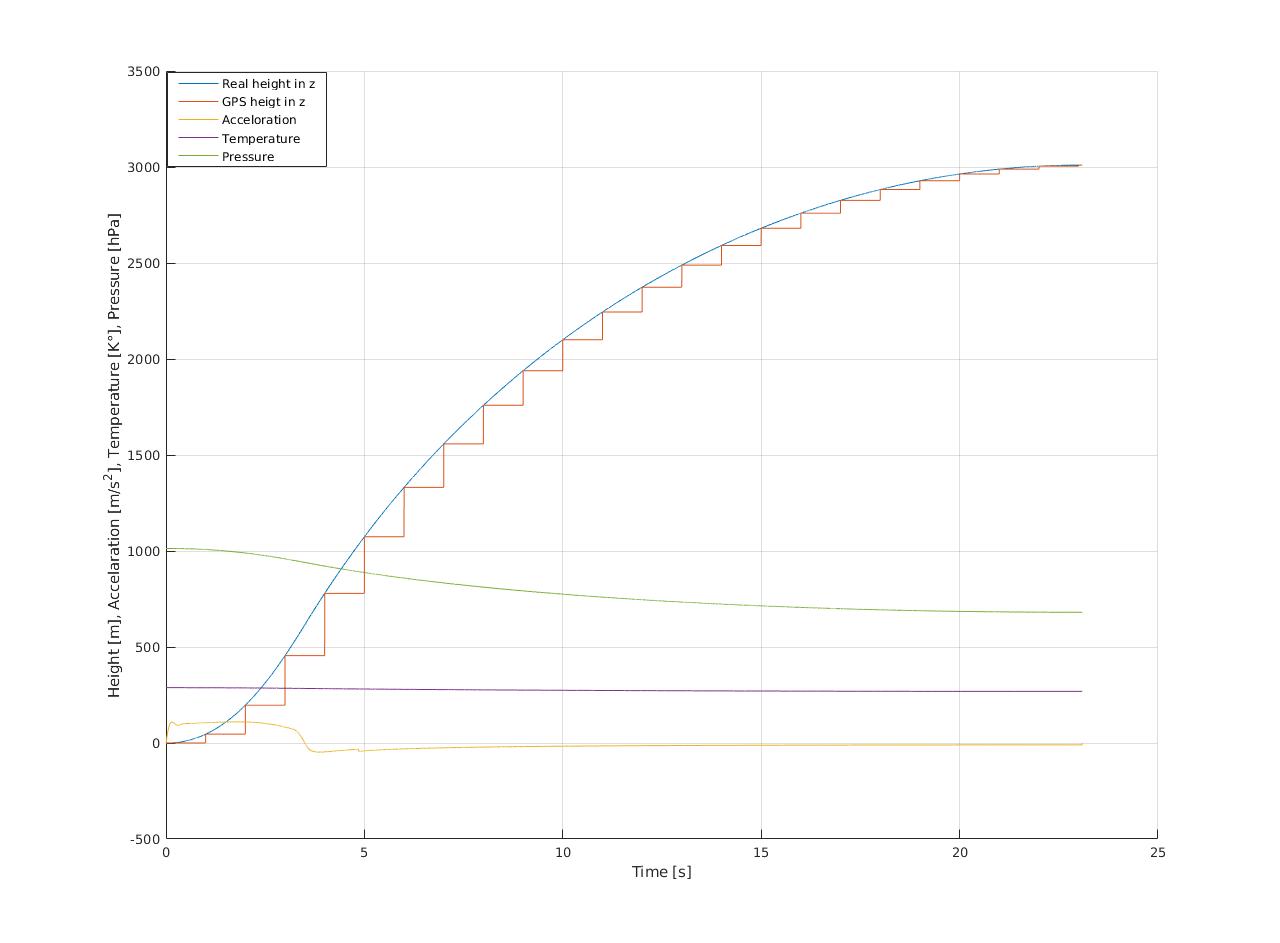 3500
3000
2500
2000
1500
1000
500
0
-500
Real height in z
GPS heigt in z
Acceloration
Temperature
Pressure
Height [m], Accelaration [m/s²], Temperature [K°], Pressure [hPa]
0 5 10 15 20 25
Time [s]